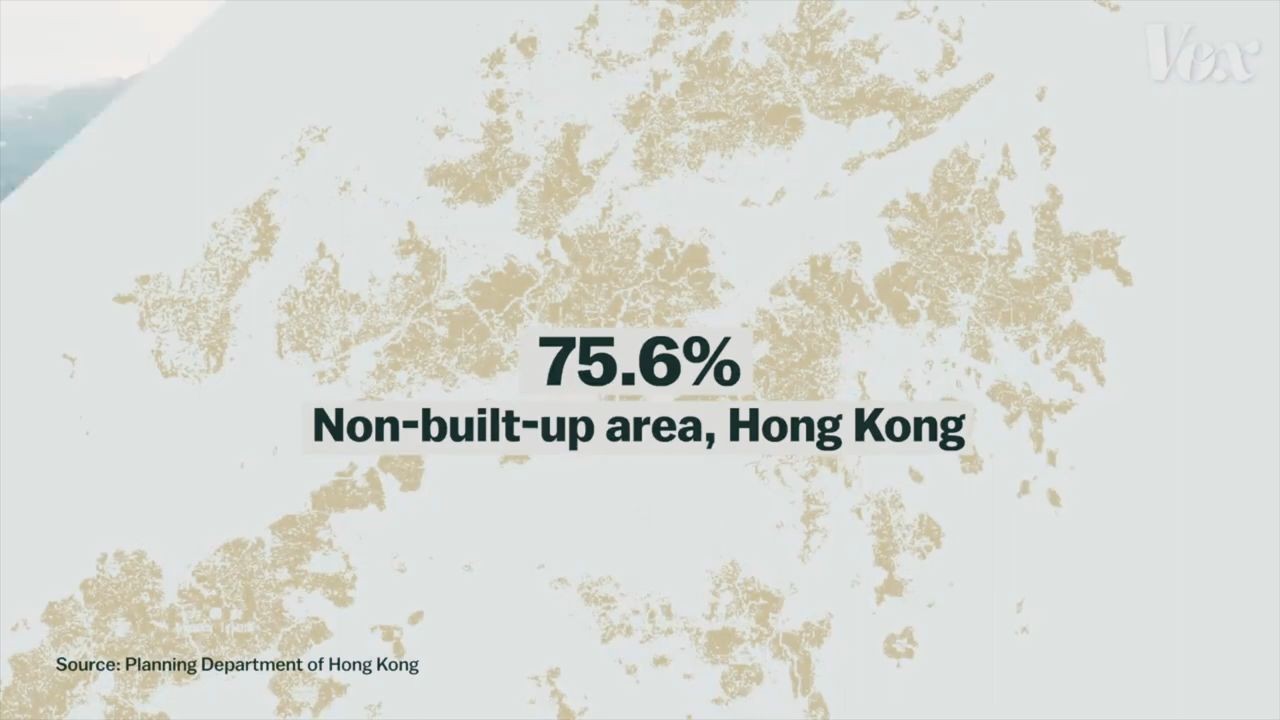 Vox
75.6%
Non-built-up area, Hong Kong
Source: Planning Department of Hong Kong